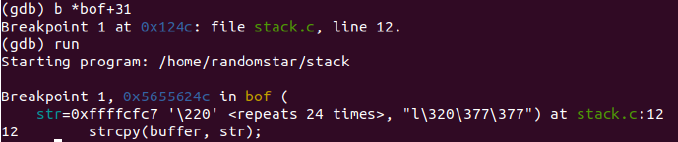 (gdb) b *bof+31
Breakpoint 1 at 0x124c: file stack.c, line 12.
(gdb) run
Starting program: /home/randomstar/stack

Breakpoint 1, 0x5655624c in bof (
    str=0xffffcfc7 '\220' <repeats 24 times>, "l\320\377\377") at stack.c:12
12          strcpy(buffer, str);